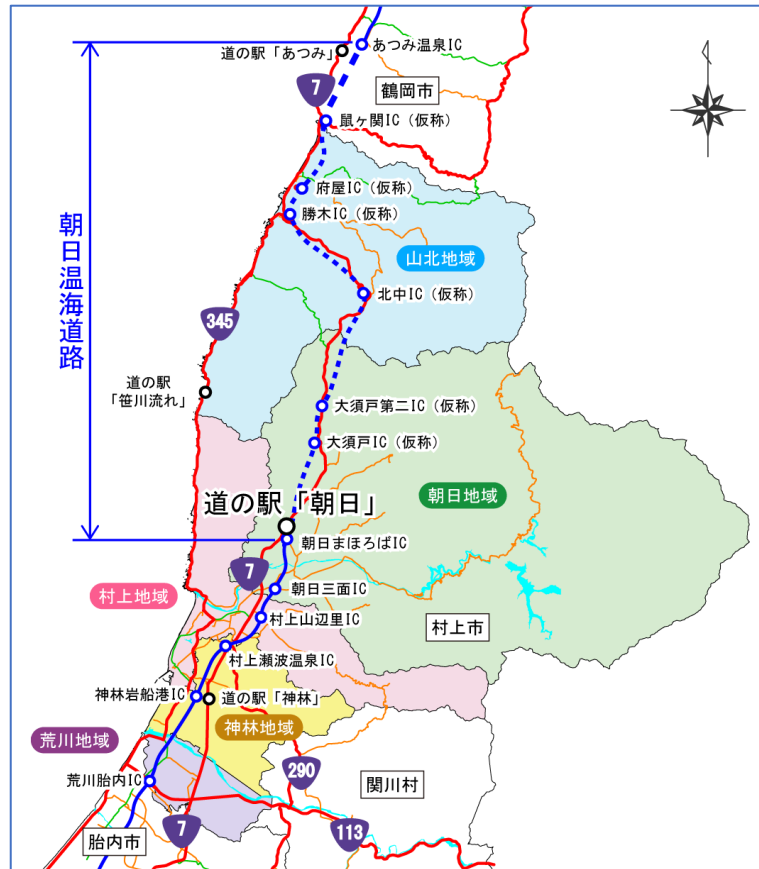 道の駅「あつみ」
あつみ温泉IC
7
鶴岡市
鼠ヶ関IC（仮称）
府屋IC（仮称）
勝木IC（仮称）
朝日温海道路
山北地域
北中IC（仮称）
345
道の駅
「笹川流れ」
大須戸第二IC（仮称）
大須戸IC（仮称）
朝日地域
道の駅「朝日」
朝日まほろばIC
7
朝日三面IC
村上地域
村上山辺里IC
村上市
村上瀬波温泉IC
神林岩船港IC
道の駅「神林」
神林地域
荒川地域
荒川胎内IC
290
関川村
7
113
胎内市